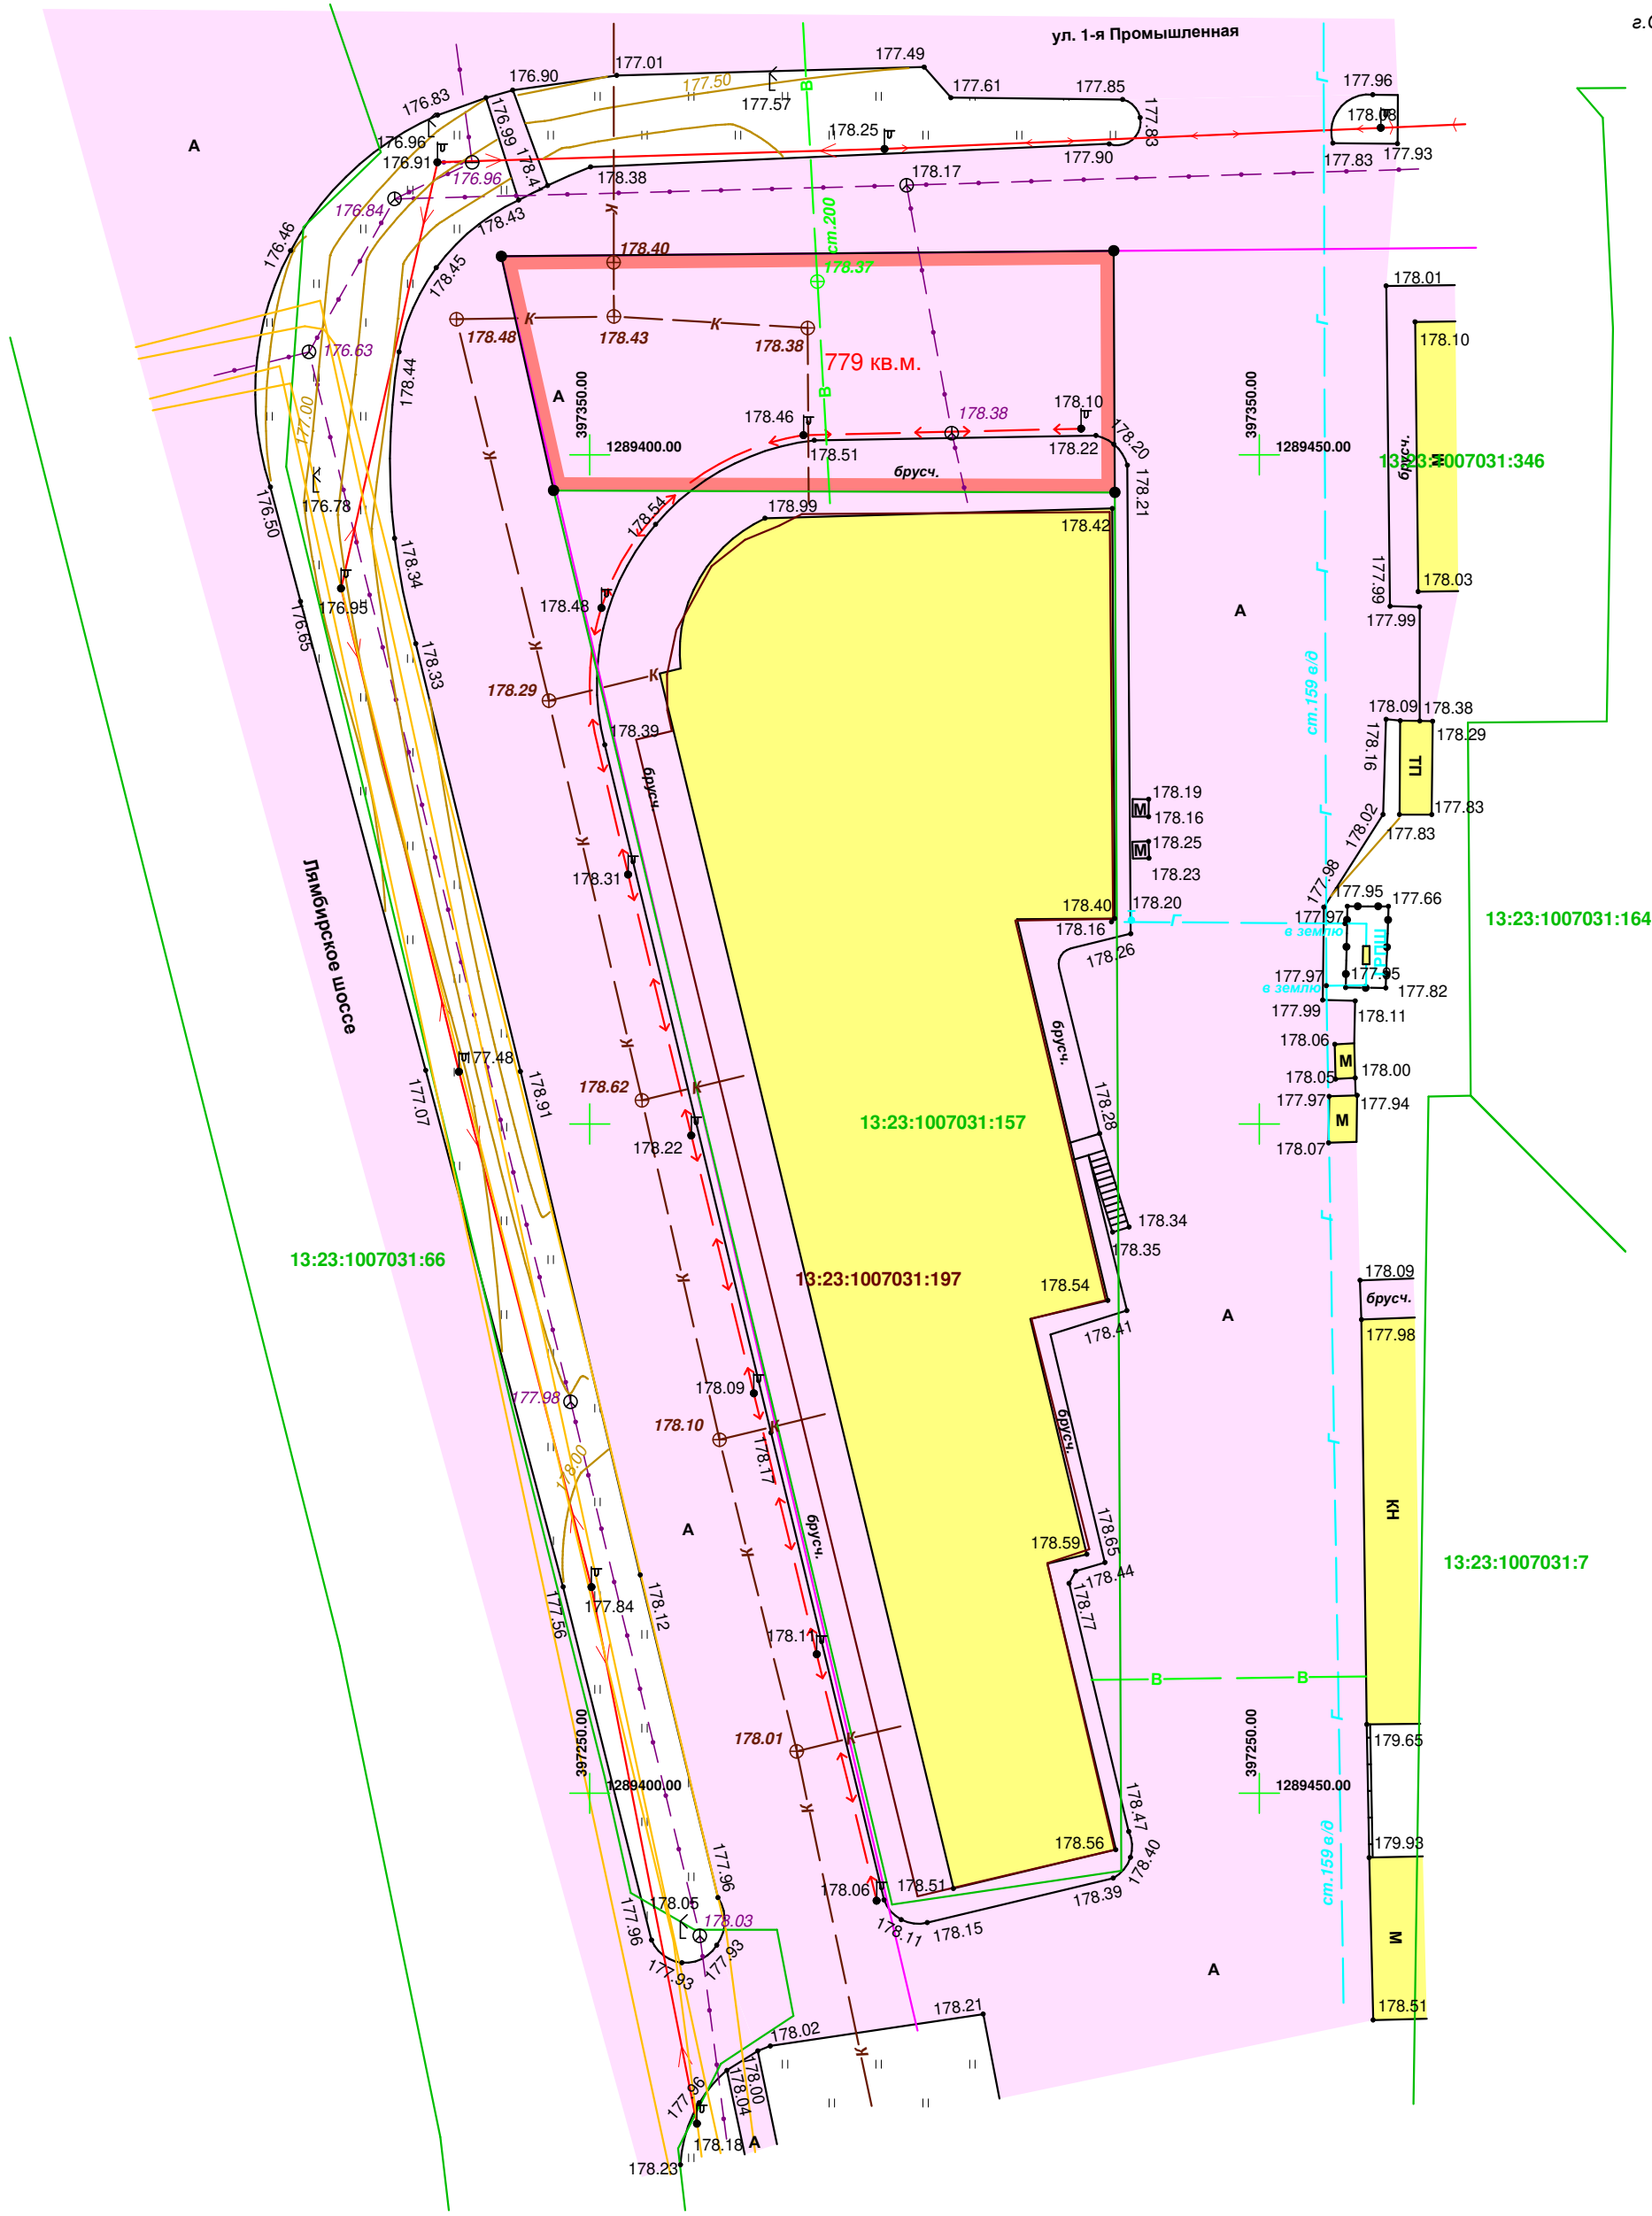 г.
ул. 1-я Промышленная
177.49
177.01
176.90
177.50
177.57
177.61
177.85
177.96
176.83
176.99
В
177.83
178.08
А
176.96
176.91
178.25
177.90
177.83
177.93
176.96
178.41
178.38
178.17
176.84
178.43
К
ст.200
176.46
178.40
178.45
178.37
178.01
Г
178.48
К
178.43
К
178.38
178.10
176.63
779 кв.м.
178.44
В
А
397350.00
1289400.00
178.46
178.38
178.10
178.20
397350.00
1289450.00
177.00
178.51
178.22
брусч.
брусч.
М
13:23:1007031:346
К
176.78
176.50
178.54
178.99
178.42
178.21
178.34
178.03
176.95
178.48
177.99
177.99
А
176.65
178.33
178.29
К
ст.159 в/д
178.39
178.09
178.38
178.29
178.16
ТП
брусч.
178.19
М
178.16
178.02
177.83
177.83
К
178.25
М
178.23
178.31
177.98
177.95
177.66
Лямбирское шоссе
178.40
178.20
177.97
178.16
Г
в землю
ГРПШ
13:23:1007031:164
178.26
177.97
177.95
в землю
177.82
177.99
178.11
брусч.
178.06
М
177.48
178.05
178.00
К
178.62
К
178.91
177.07
177.97
177.94
М
178.28
13:23:1007031:157
178.22
178.07
178.34
178.35
13:23:1007031:66
К
13:23:1007031:197
178.54
178.09
брусч.
А
177.98
178.41
178.09
177.98
178.10
К
178.17
брусч.
178.00
КН
А
К
брусч.
178.59
178.65
178.44
13:23:1007031:7
177.84
177.56
178.12
178.77
178.11
В
В
178.01
К
397250.00
1289400.00
397250.00
1289450.00
179.65
К
178.47
178.56
178.40
179.93
ст.159 в/д
177.96
178.06
178.51
178.39
178.05
178.03
177.96
178.11
178.15
М
177.93
177.93
А
178.21
178.51
178.02
К
178.00
177.96
178.04
178.18
А
178.23